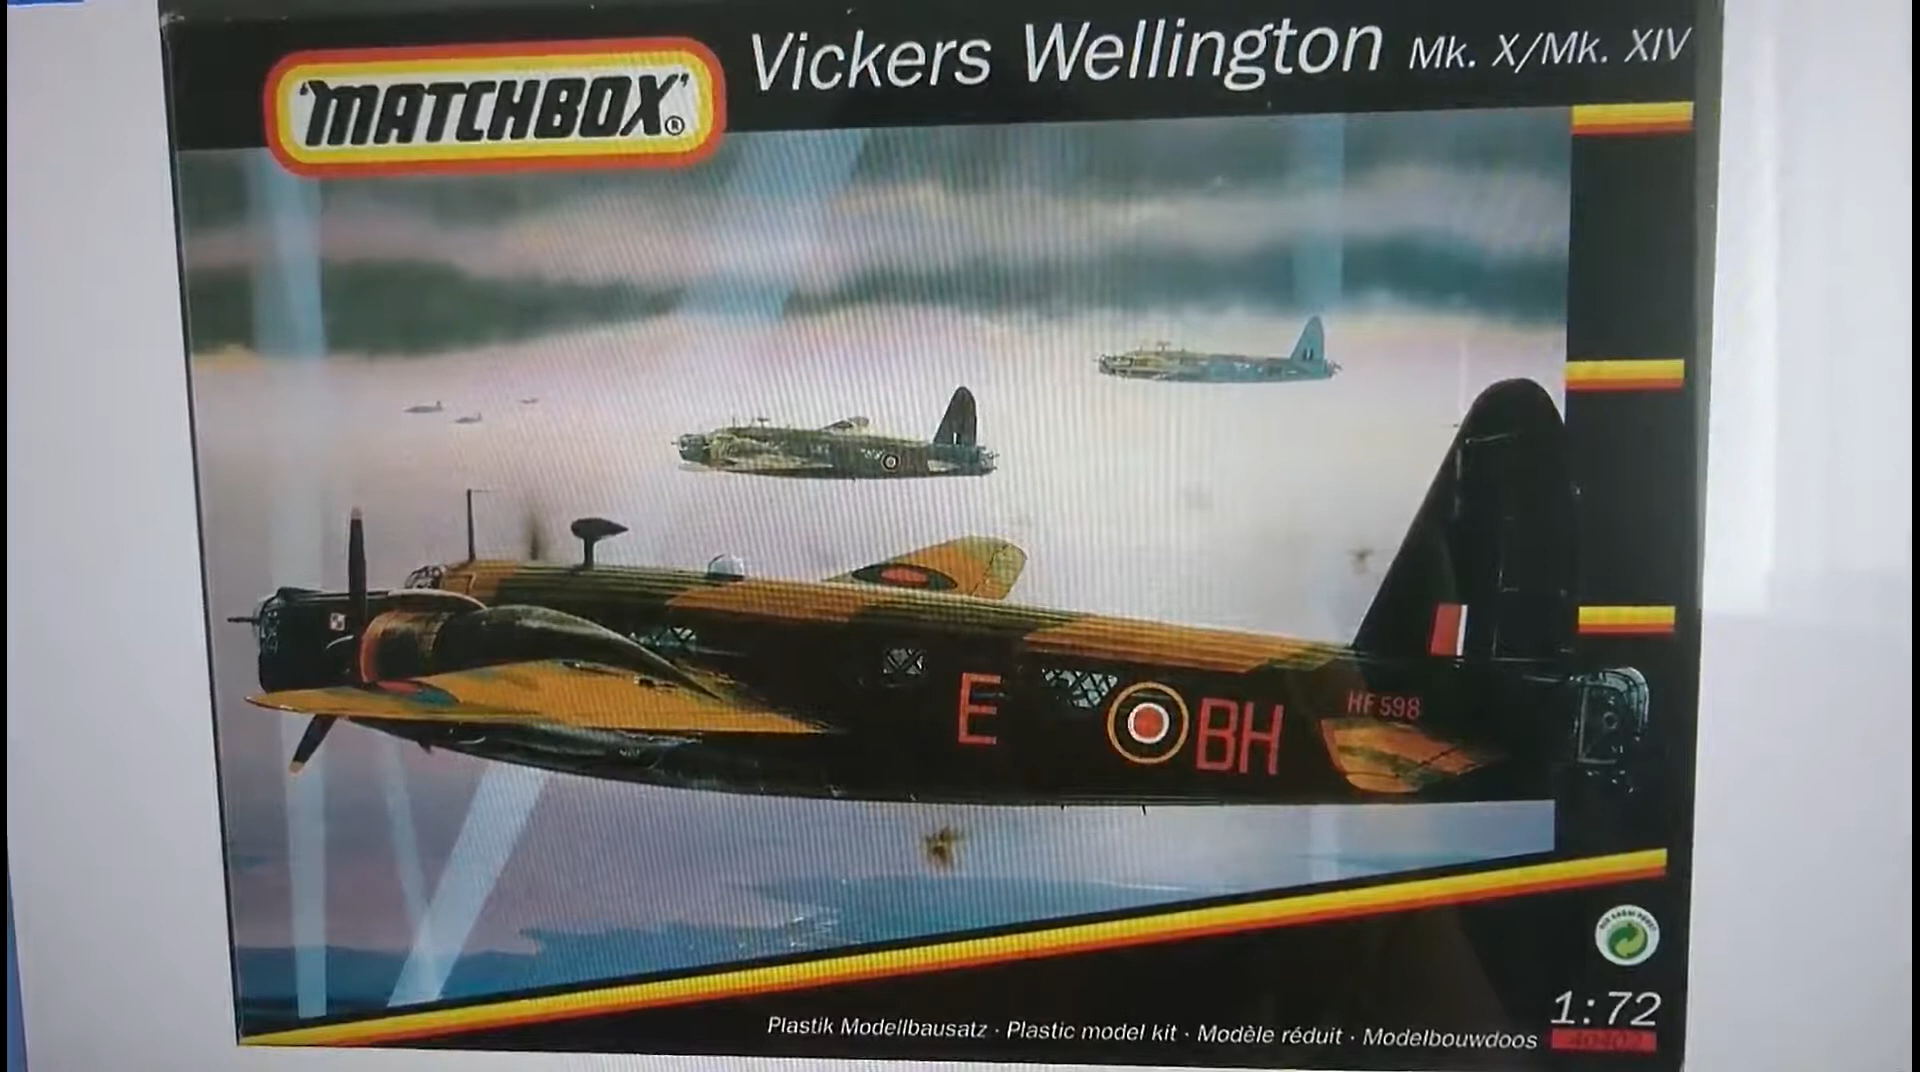 'MATCHBOX'®
Vickers Wellington Mk. X/Mk. XIV
E BH
HF598
1:72
Plastik Modellbausatz · Plastic model kit · Modèle réduit · Modelbouwdoos